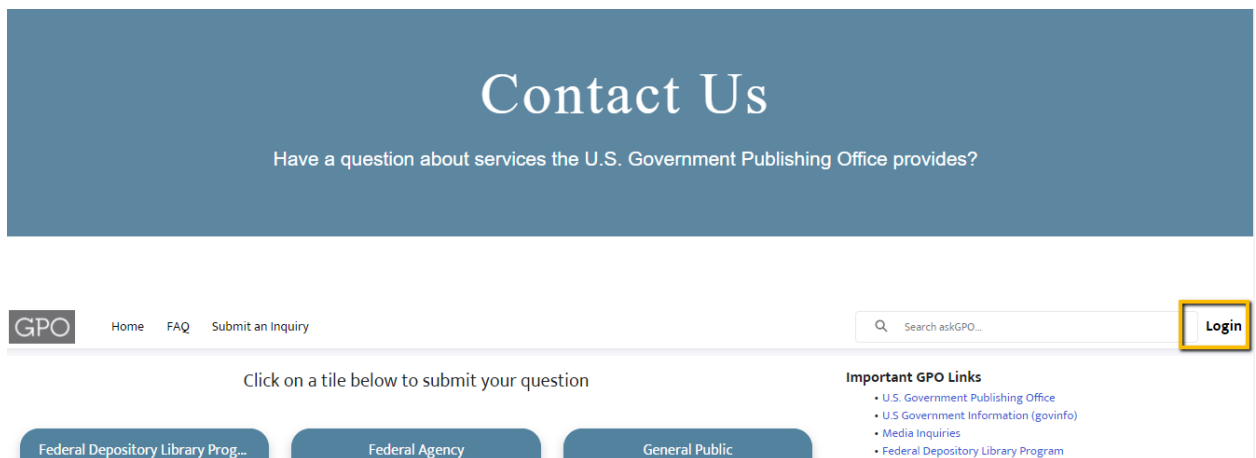 Contact Us
Have a question about services the U.S. Government Publishing Office provides?
GPO Home FAQ Submit an Inquiry Search askGPO... Login
Click on a tile below to submit your question
Federal Depository Library Prog... Federal Agency General Public
Important GPO Links
• U.S. Government Publishing Office
• U.S Government Information (govinfo)
• Media Inquiries
• Federal Depository Library Program